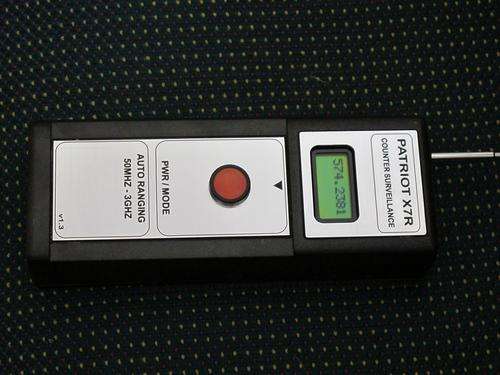 PATRIOT X7R
COUNTER SURVEILLANCE
574.2381
PWR / MODE
AUTO RANGING
50MHZ - 3GHZ
v1.3